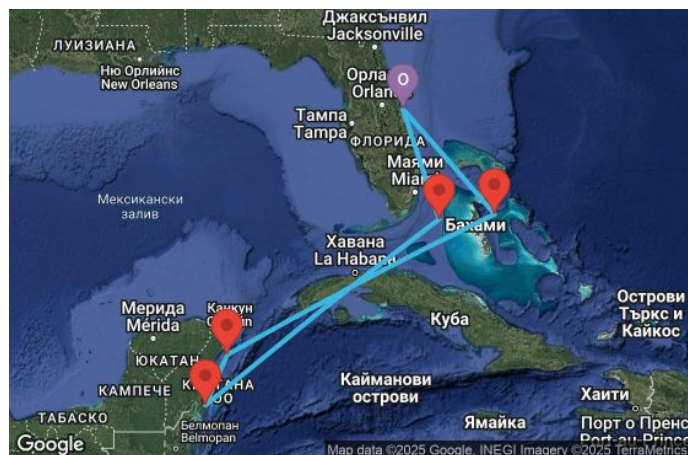 Джаксънвил
Jacksonville
ЛУИЗИАНА
Ню Орлийнс
New Orleans
Орла
Orlan
O
Тампа
Tampa
ФЛОРИДА
Маями
Miami
Мексикански
залив
Бахами
Хавана
La Habana
Мерида
Mérida
Канкун
ЮКАТАН
Куба
Острови
Търкс и
Кайкос
КАМПЕЧЕ
Кайманови
острови
Хаити
ТАБАСКО
Белмопан
Belmopan
Ямайка
Порт о Пренс
Port-au-Prince
Google
Map data ©2025 Google, INEGI Imagery ©2025 TerraMetrics